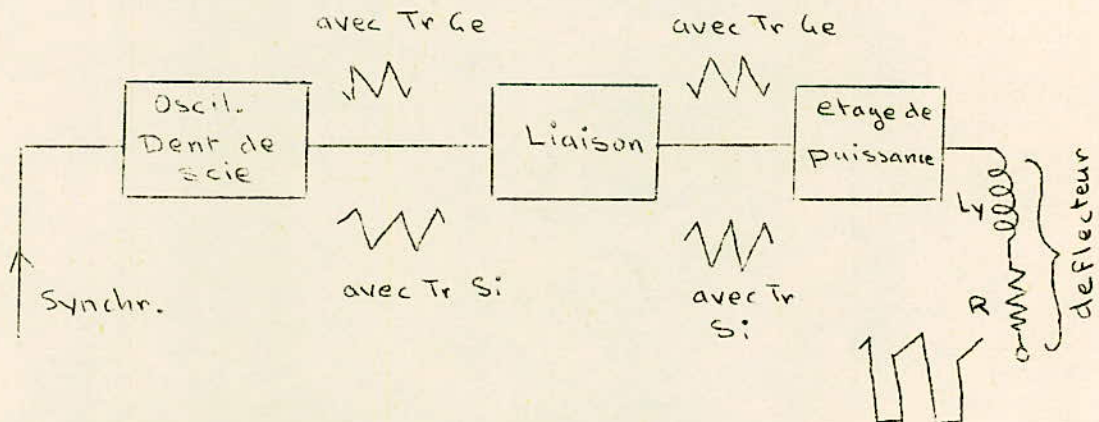 avec Tr Ge
avec Tr Ge
Oscil.
Dent de
scie
Liaison
etage de
puissance
Ly
R
deflecteur
Synchr.
avec Tr Si
avec Tr
Si